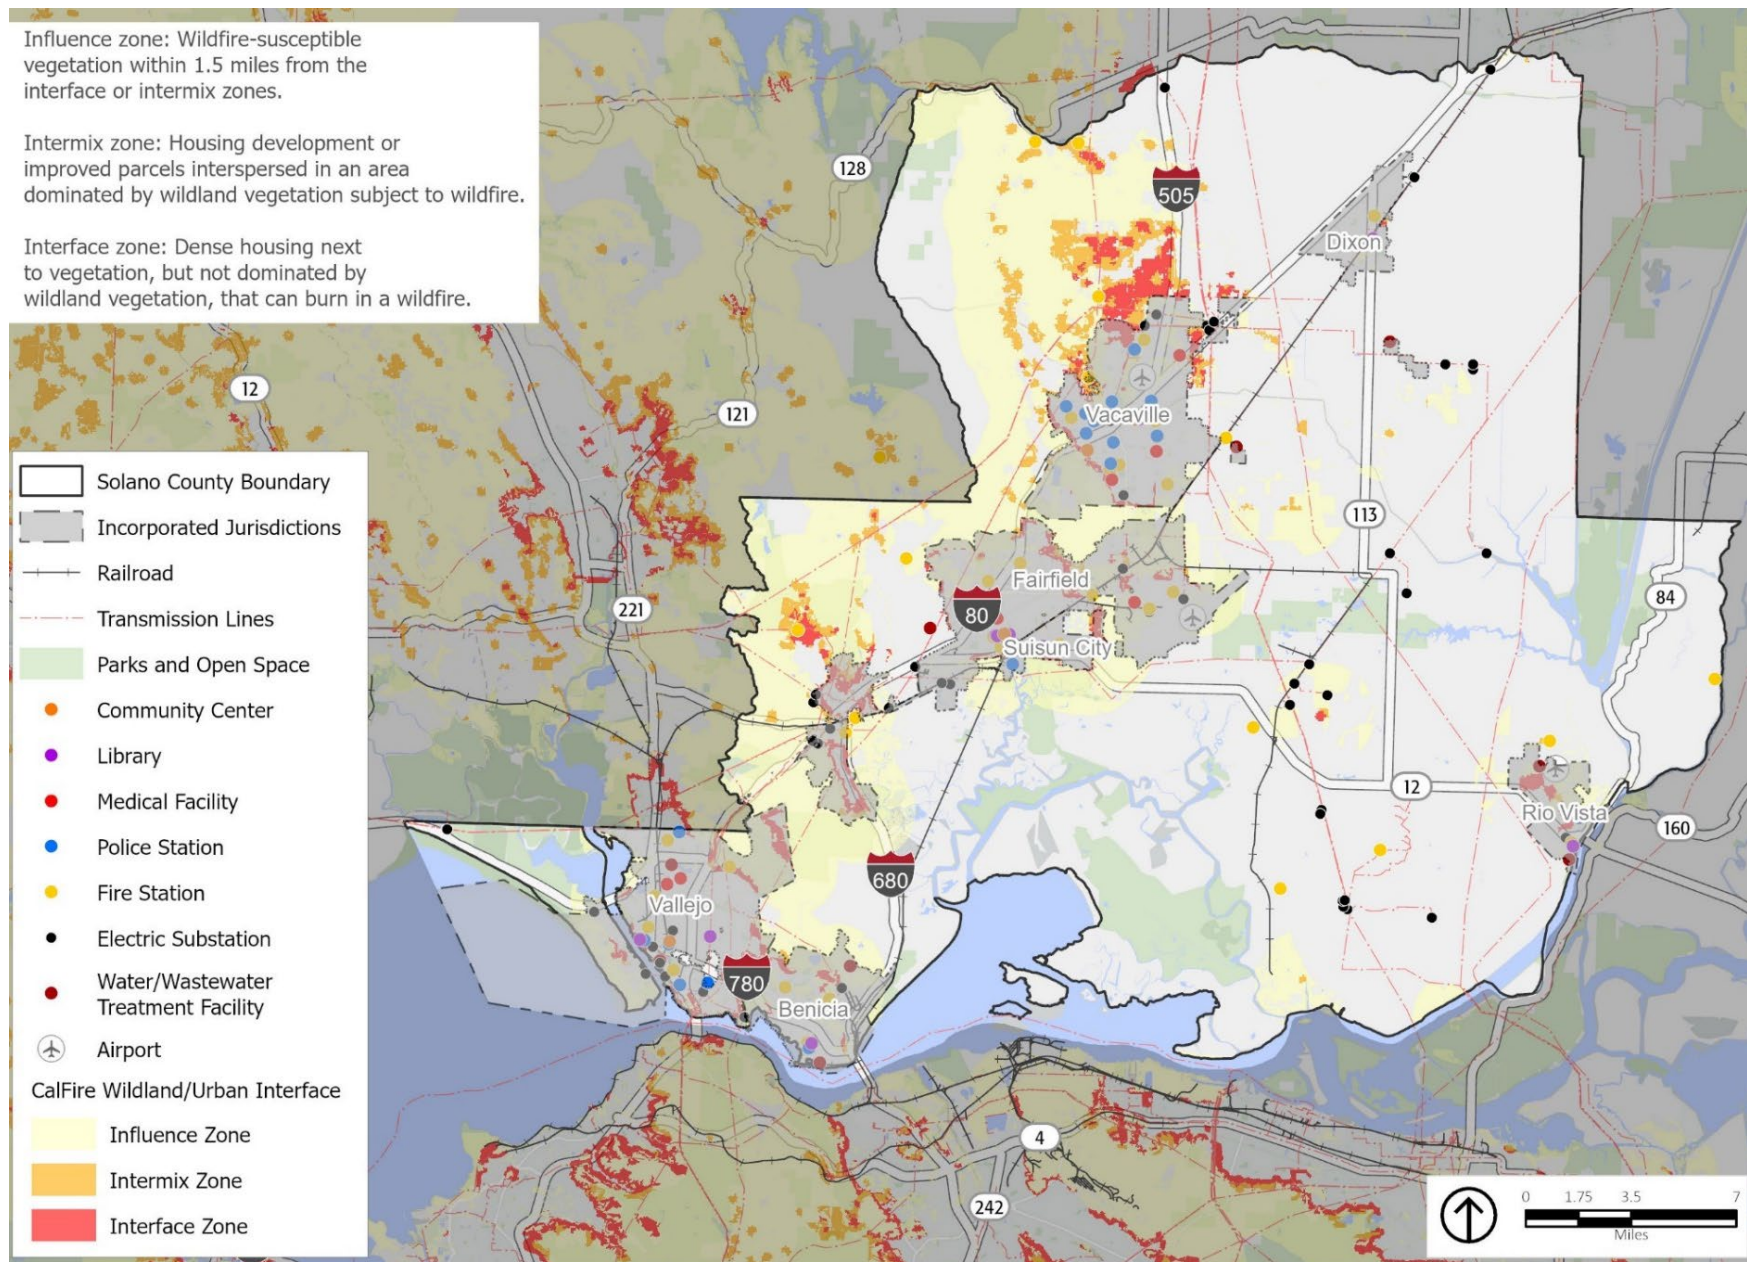 Influence zone: Wildfire-susceptible
vegetation within 1.5 miles from the
interface or intermix zones.
Intermix zone: Housing development or
improved parcels interspersed in an area
dominated by wildland vegetation subject to wildfire.
Interface zone: Dense housing next
to vegetation, but not dominated by
wildland vegetation, that can burn in a wildfire.
128
505
Dixon
12
121
Vacaville
113
Fairfield
80
84
221
Suisun City
12
Rio Vista
160
680
Vallejo
780
Benicia
4
242
Solano County Boundary
Incorporated Jurisdictions
Railroad
Transmission Lines
Parks and Open Space
Community Center
Library
Medical Facility
Police Station
Fire Station
Electric Substation
Water/Wastewater
Treatment Facility
Airport
CalFire Wildland/Urban Interface
Influence Zone
Intermix Zone
Interface Zone
0 1.75 3.5 7
Miles